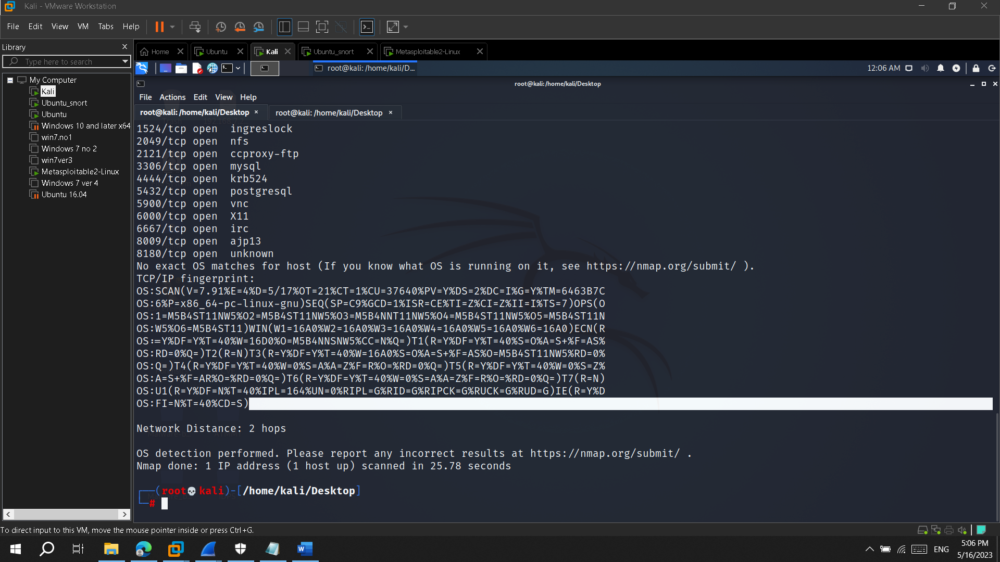 Kali - VMware Workstation
File Edit View VM Tabs Help
Library
Type here to search
My Computer
Kali
Ubuntu_snort
Ubuntu
Windows 10 and later x64
win7.no1
Windows 7 no 2
win7ver3
Metasploitable2-Linux
Windows 7 ver 4
Ubuntu 16.04
Home Ubuntu Kali Ubuntu_snort Metasploitable2-Linux
root@kali: /home/kali/D... 12:06 AM
root@kali: /home/kali/Desktop
File Actions Edit View Help
root@kali: /home/kali/Desktop root@kali: /home/kali/Desktop
1524/tcp open ingreslock
2049/tcp open nfs
2121/tcp open ccproxy-ftp
3306/tcp open mysql
4444/tcp open krb524
5432/tcp open postgresql
5900/tcp open vnc
6000/tcp open X11
6667/tcp open irc
8009/tcp open ajp13
8180/tcp open unknown
No exact OS matches for host (If you know what OS is running on it, see https://nmap.org/submit/ ).
TCP/IP fingerprint:
OS:SCAN(V=7.91%E=4%D=5/17%OT=21%CT=1%CU=37640%PV=Y%DS=2%DC=I%G=Y%TM=6463B7C
OS:6%P=x86_64-pc-linux-gnu)SEQ(SP=C9%GCD=1%ISR=CE%TI=Z%CI=Z%II=I%TS=7)OPS(O
OS:1=M5B4ST11NW5%O2=M5B4ST11NW5%O3=M5B4NNT11NW5%O4=M5B4ST11NW5%O5=M5B4ST11N
OS:W5%O6=M5B4ST11)WIN(W1=16A0%W2=16A0%W3=16A0%W4=16A0%W5=16A0%W6=16A0)ECN(R
OS:=Y%DF=Y%T=40%W=16D0%O=M5B4NNSNW5%CC=N%Q=)T1(R=Y%DF=Y%T=40%S=O%A=S+%F=AS%
OS:RD=0%Q=)T2(R=N)T3(R=Y%DF=Y%T=40%W=16A0%S=O%A=S+%F=AS%O=M5B4ST11NW5%RD=0%
OS:Q=)T4(R=Y%DF=Y%T=40%W=0%S=A%A=Z%F=R%O=%RD=0%Q=)T5(R=Y%DF=Y%T=40%W=0%S=Z%
OS:A=S+%F=AR%O=%RD=0%Q=)T6(R=Y%DF=Y%T=40%W=0%S=A%A=Z%F=R%O=%RD=0%Q=)T7(R=N)
OS:U1(R=Y%DF=N%T=40%IPL=164%UN=0%RIPL=G%RID=G%RIPCK=G%RUCK=G%RUD=G)IE(R=Y%D
OS:FI=N%T=40%CD=S)
Network Distance: 2 hops
OS detection performed. Please report any incorrect results at https://nmap.org/submit/ .
Nmap done: 1 IP address (1 host up) scanned in 25.78 seconds
(root💀kali)-[/home/kali/Desktop]
#
To direct input to this VM, move the mouse pointer inside or press Ctrl+G.
ENG
5:06 PM
5/16/2023